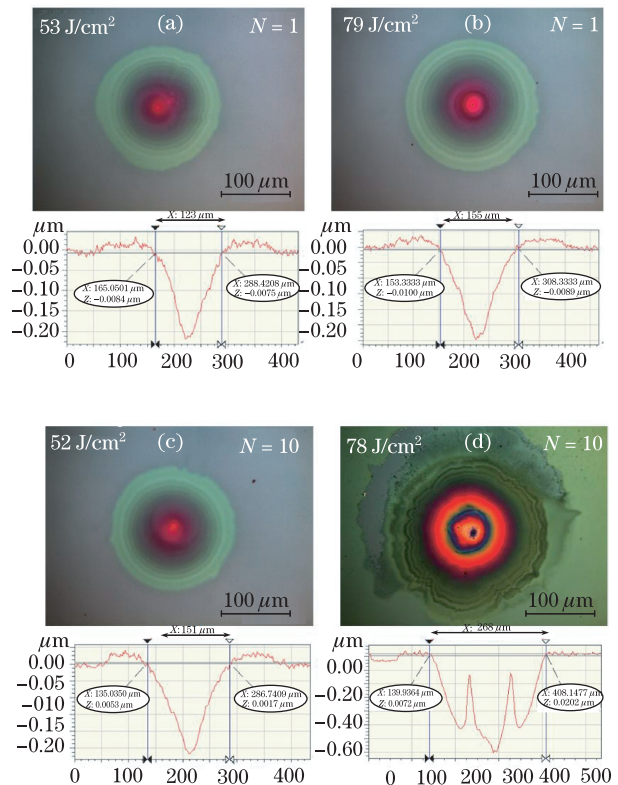 53 J/cm² (a) N = 1
100 μm
X: 123 μm
μm
0.00
−0.05
−0.10
−0.15
−0.20
X: 165.0501 μm
Z: −0.0084 μm
X: 288.4208 μm
Z: −0.0075 μm
0 100 200 300 400
79 J/cm² (b) N = 1
100 μm
X: 155 μm
μm
0.00
−0.05
−0.10
−0.15
−0.20
X: 153.3333 μm
Z: −0.0100 μm
X: 308.3333 μm
Z: −0.0089 μm
0 100 200 300 400
52 J/cm² (c) N = 10
100 μm
X: 151 μm
μm
0.00
−0.05
−010
−0.15
−0.20
X: 135.0350 μm
Z: 0.0053 μm
X: 286.7409 μm
Z: 0.0017 μm
0 100 200 300 400
78 J/cm² (d) N = 10
100 μm
X: 268 μm
μm
0.00
−0.20
−0.40
−0.60
X: 139.9364 μm
Z: 0.0072 μm
X: 408.1477 μm
Z: 0.0202 μm
0 100 200 300 400 500